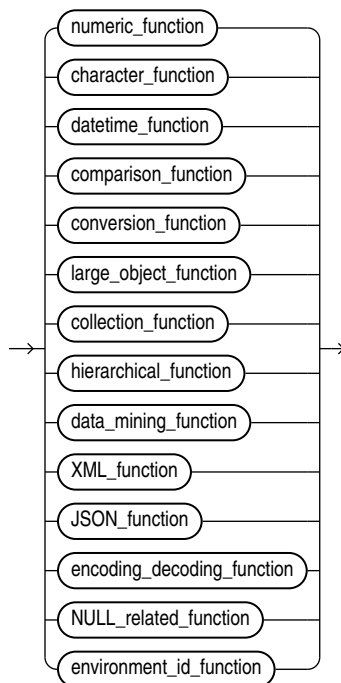 numeric_function
character_function
datetime_function
comparison_function
conversion_function
large_object_function
collection_function
hierarchical_function
data_mining_function
XML_function
JSON_function
encoding_decoding_function
NULL_related_function
environment_id_function